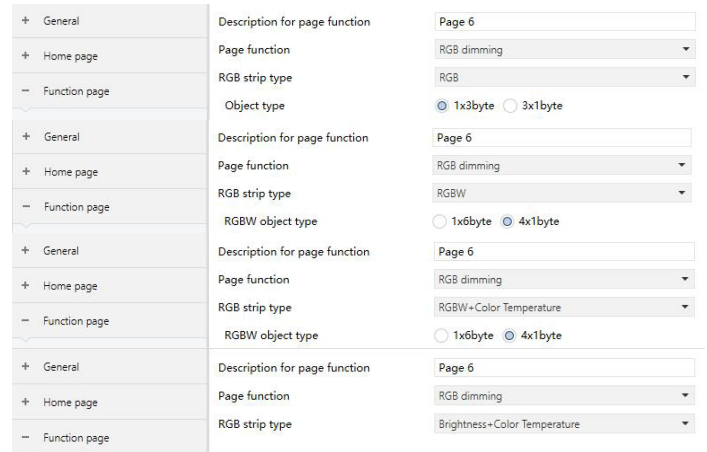 + General Description for page function Page 6
+ Home page Page function RGB dimming
RGB strip type RGB
− Function page
Object type 1x3byte 3x1byte
+ General Description for page function Page 6
+ Home page Page function RGB dimming
RGB strip type RGBW
− Function page
RGBW object type 1x6byte 4x1byte
+ General Description for page function Page 6
+ Home page Page function RGB dimming
RGB strip type RGBW+Color Temperature
− Function page
RGBW object type 1x6byte 4x1byte
+ General Description for page function Page 6
+ Home page Page function RGB dimming
RGB strip type Brightness+Color Temperature
− Function page